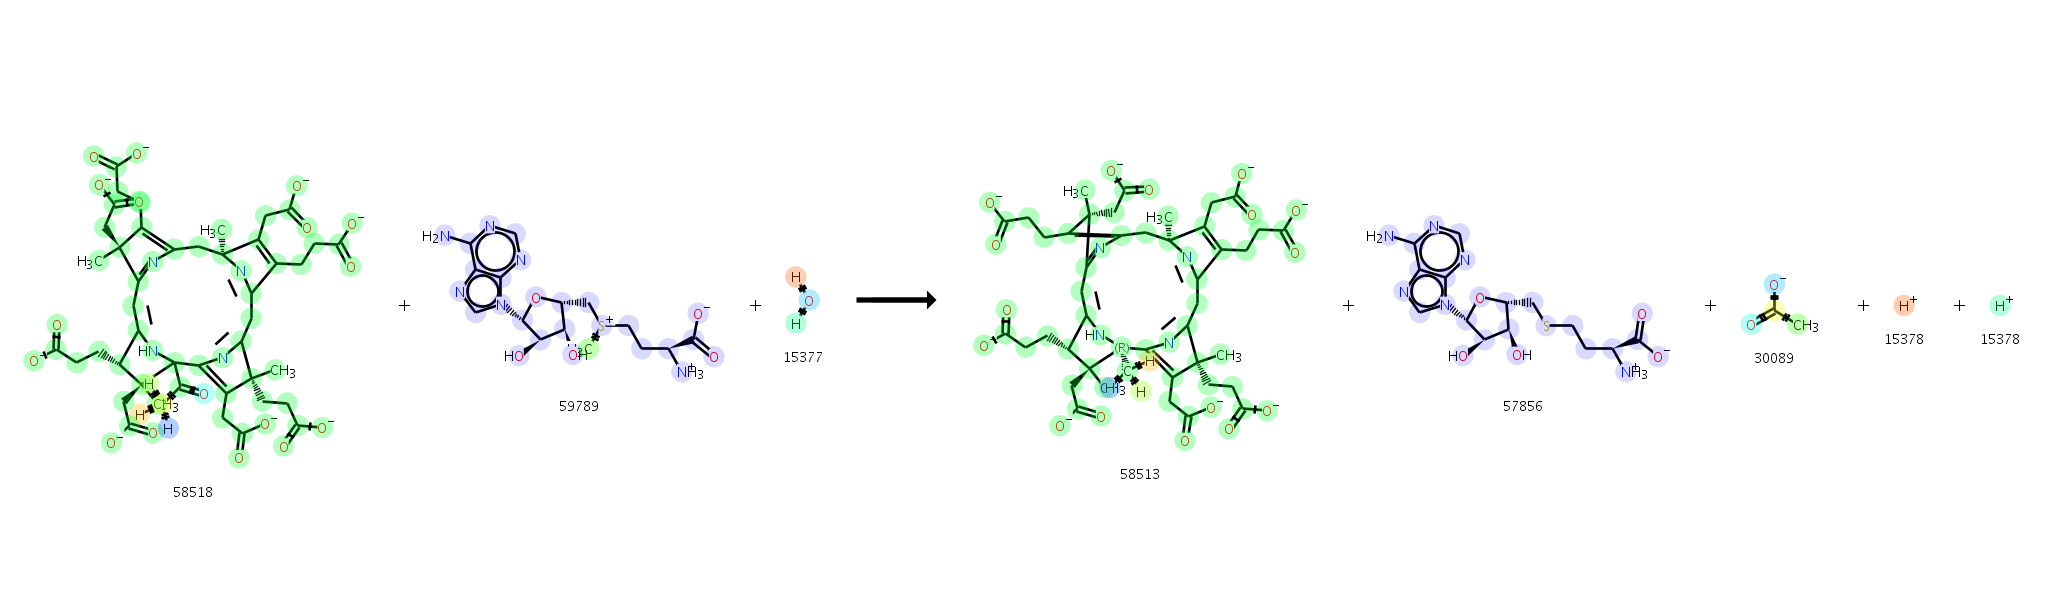 O O⁻
O⁻ O
H₃C
N
H₃C
N
O⁻ O
O⁻
O
O
O⁻
HN
N
H
CH₃
O
H
H
CH₃
O⁻ O
O O⁻
O O⁻
58518
+
H₂N
N
N
N
N
O
HO
OH
S⁺
H₃C
O⁻
O
NH₃⁺
59789
+
H
O
H
15377
O⁻
O
H₃C
O⁻
O
H₃C
N
N
O⁻
O
O⁻
O
O
O⁻
HN
(R)
N
C
H
H
CH₃
CH₃
O⁻
O
O⁻
O
O⁻
O
58513
+
H₂N
N
N
N
N
O
HO
OH
S
O
O⁻
NH₃⁺
57856
+
O⁻
O
CH₃
30089
+
H⁺
15378
+
H⁺
15378